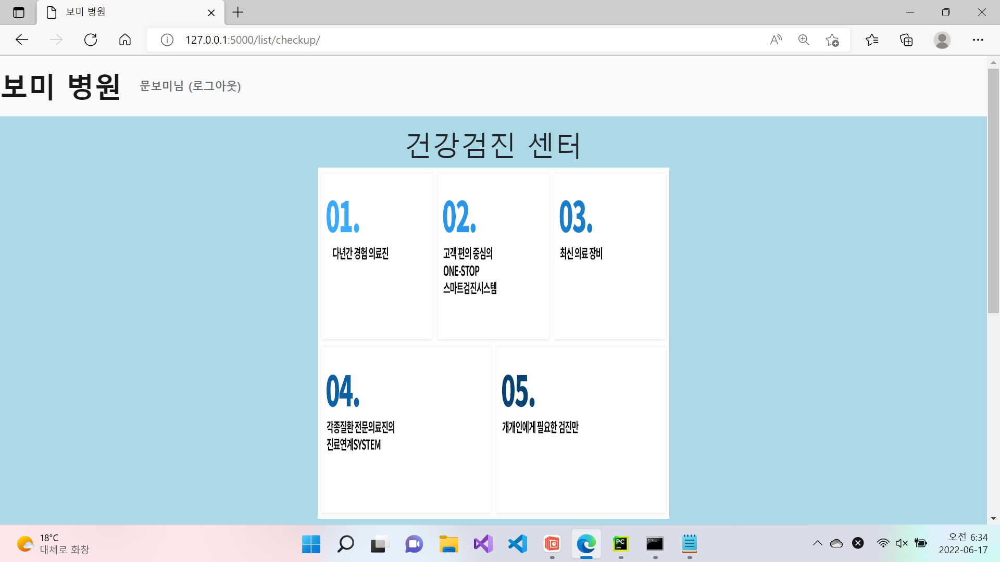 보미 병원
127.0.0.1:5000/list/checkup/
보미 병원
문보미님 (로그아웃)
건강검진 센터
01.
다년간 경험 의료진
02.
고객 편의 중심의
ONE-STOP
스마트검진시스템
03.
최신 의료 장비
04.
각종질환 전문의료진의
진료연계SYSTEM
05.
개개인에게 필요한 검진만
18°C
대체로 화창
PC
오전 6:34
2022-06-17